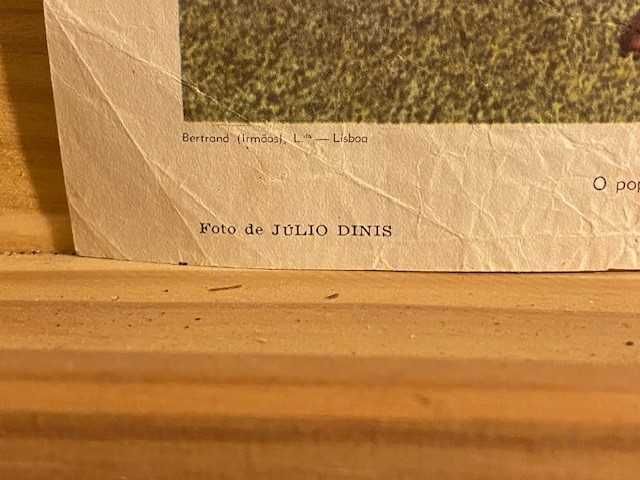 Bertrand (Irmãos), L.ᵈᵃ — Lisboa
O pop
Foto de JÚLIO DINIS